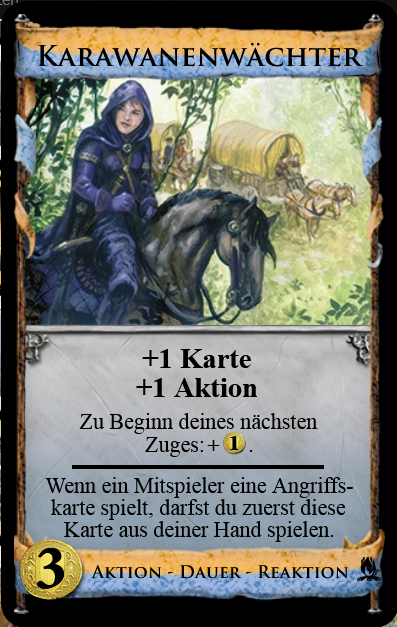 KARAWANENWÄCHTER
+1 Karte
+1 Aktion
Zu Beginn deines nächsten
Zuges: + 1 .
Wenn ein Mitspieler eine Angriffs-
karte spielt, darfst du zuerst diese
Karte aus deiner Hand spielen.
3 AKTION - DAUER - REAKTION